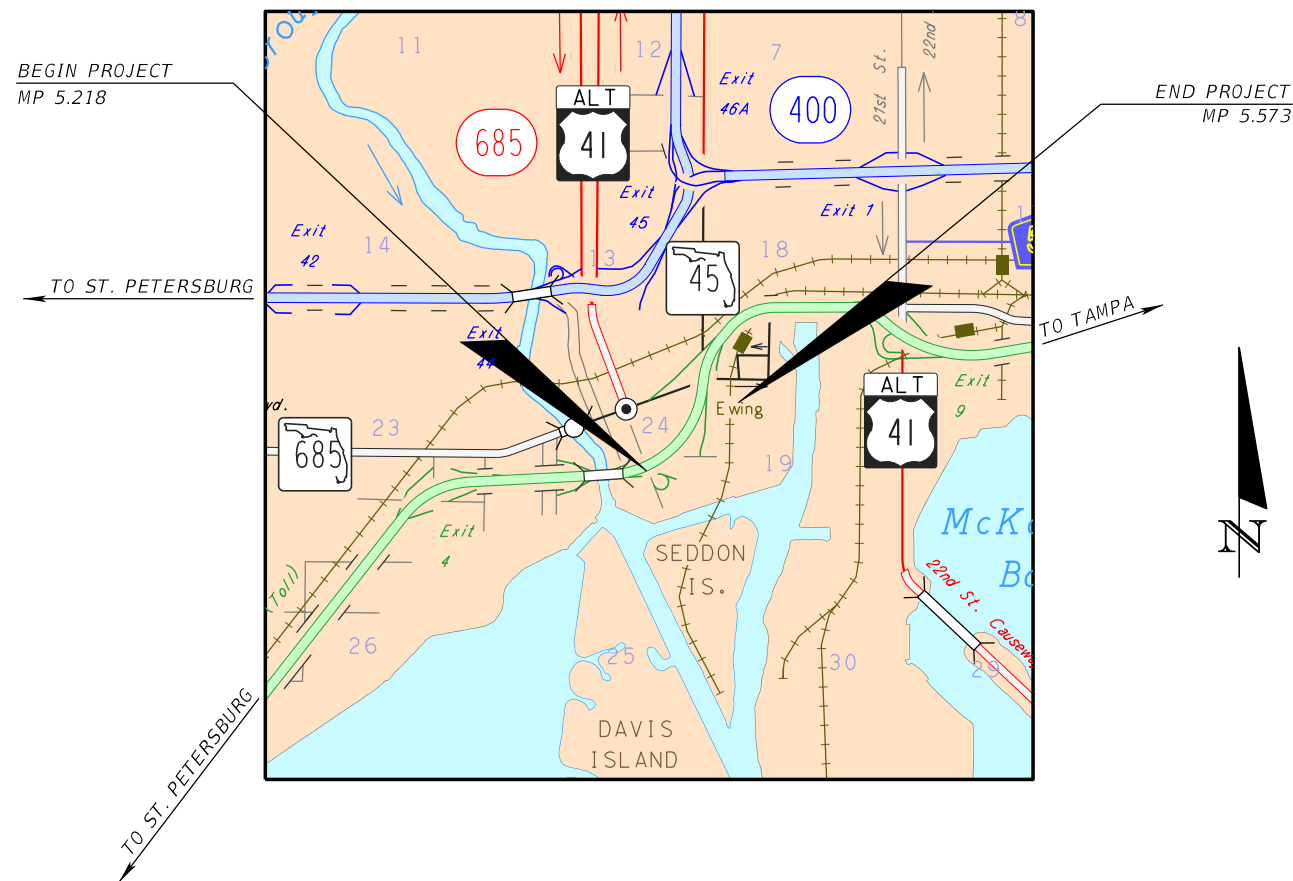 BEGIN PROJECT
MP 5.218
END PROJECT
MP 5.573
11
12
7
8
Exit
46A
400
21st St.
22nd
ALT
41
685
Exit
45
Exit 1
Exit
42
14
13
18
45
TO ST. PETERSBURG
TO TAMPA
Exit
44
Ewing
ALT
41
Exit
9
vd.
23
24
685
19
McK
Exit
4
SEDDON
IS.
22nd St. Causeway
(Toll)
26
25
30
29
DAVIS
ISLAND
TO ST. PETERSBURG
N